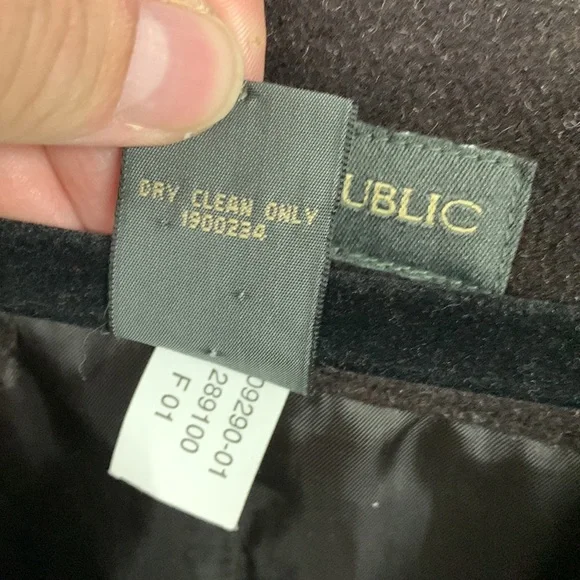 DRY CLEAN ONLY
1900234
UBLIC
09290-01
289100
F 01